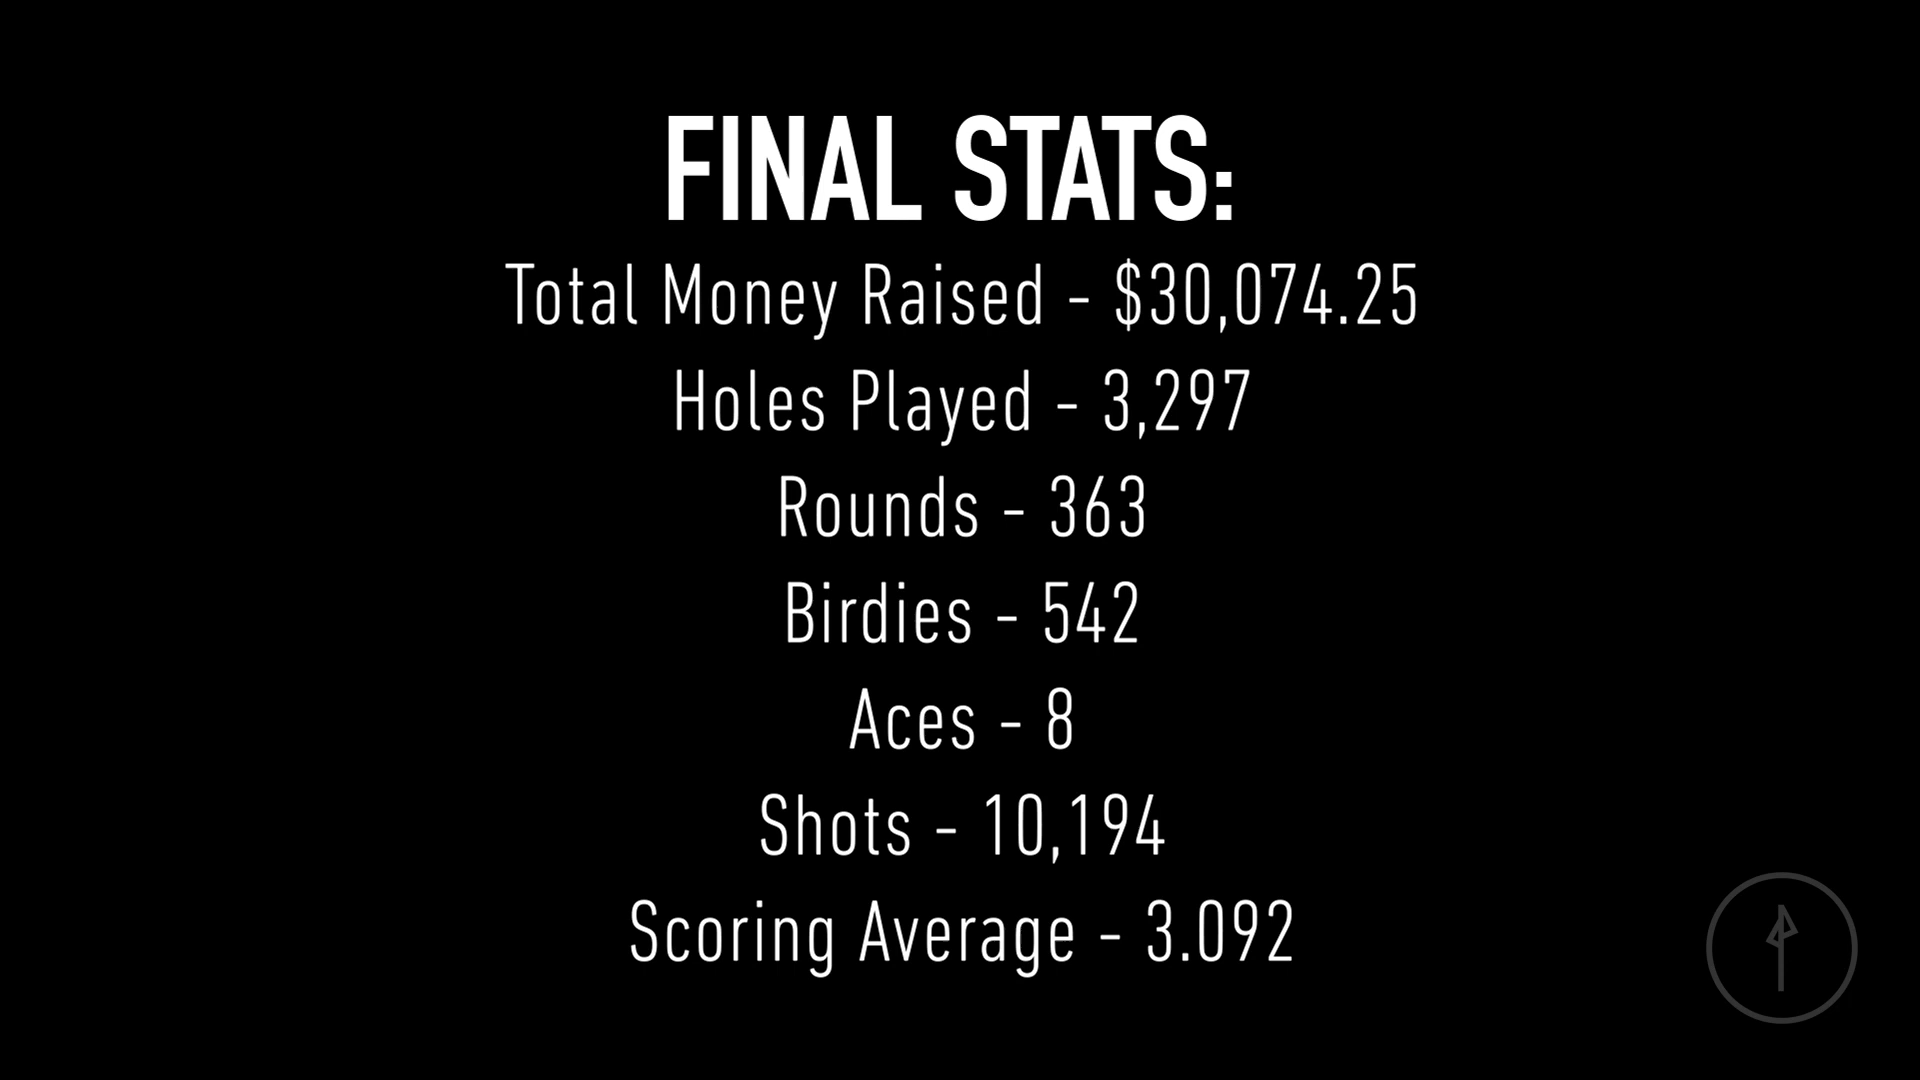 FINAL STATS:
Total Money Raised - $30,074.25
Holes Played - 3,297
Rounds - 363
Birdies - 542
Aces - 8
Shots - 10,194
Scoring Average - 3.092